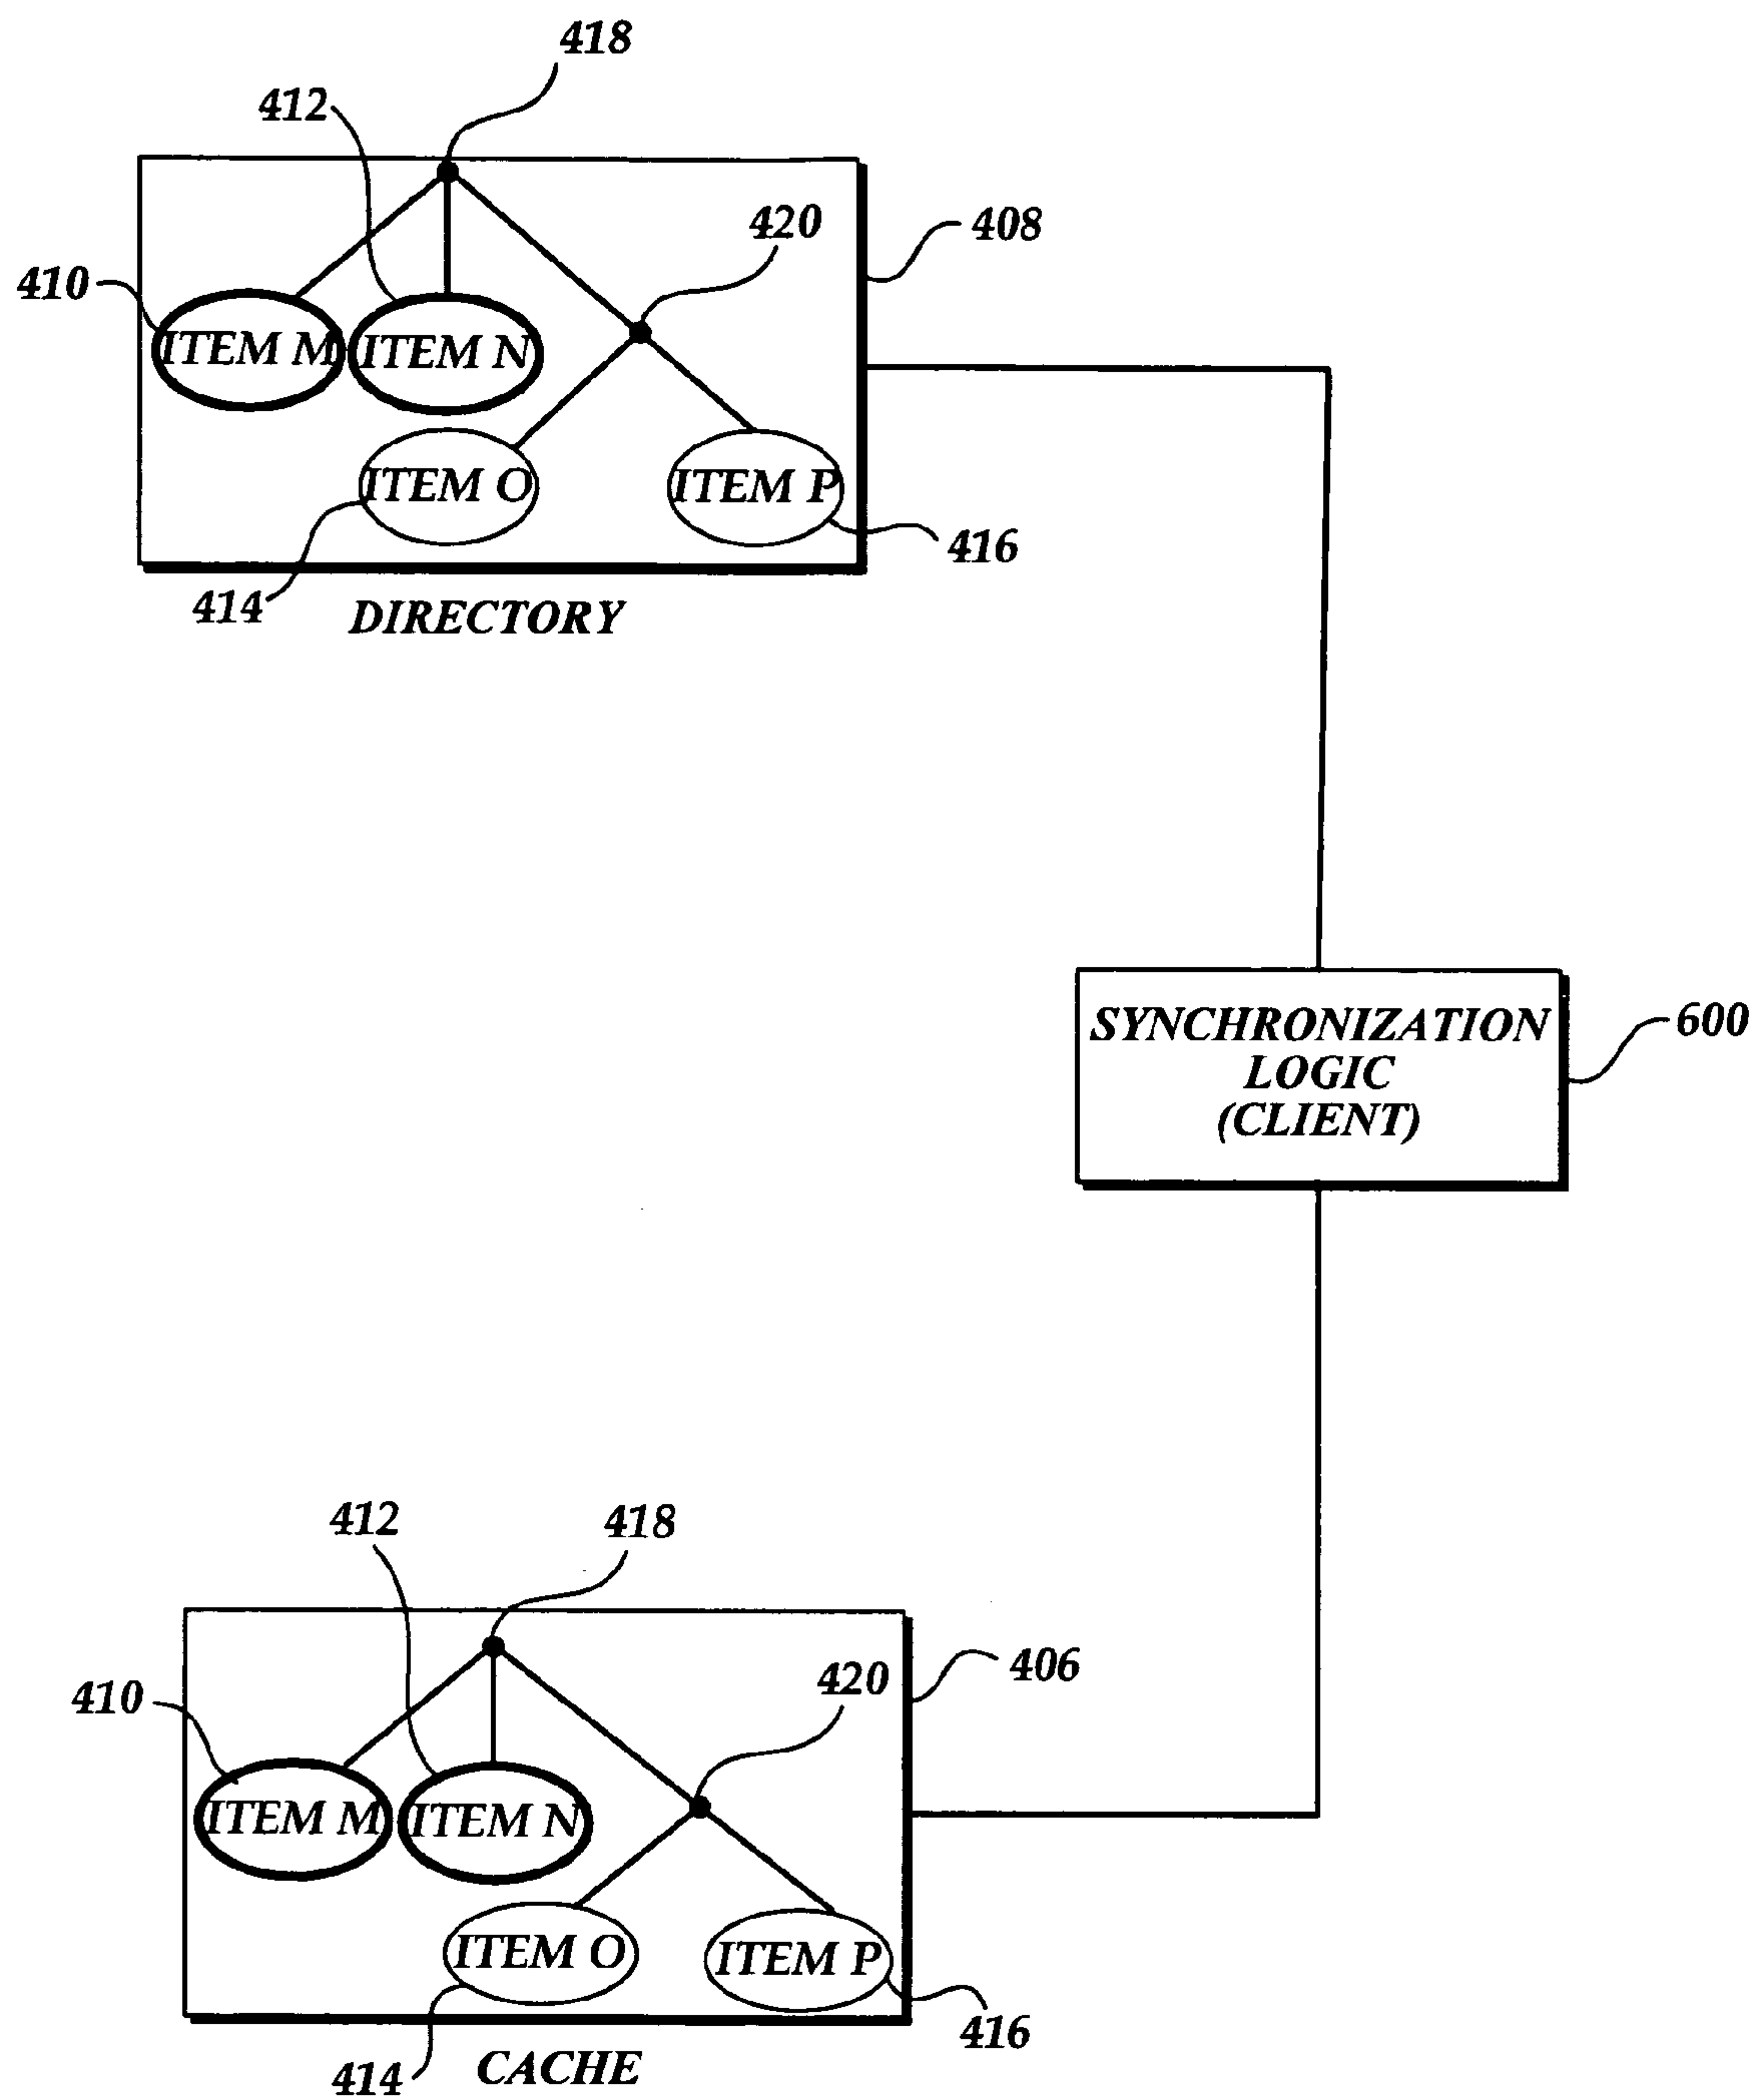 418
412
420
408
410
ITEM M
ITEM N
ITEM O
ITEM P
416
414
DIRECTORY
SYNCHRONIZATION
LOGIC
(CLIENT)
600
412
418
406
420
410
ITEM M
ITEM N
ITEM O
ITEM P
416
414
CACHE